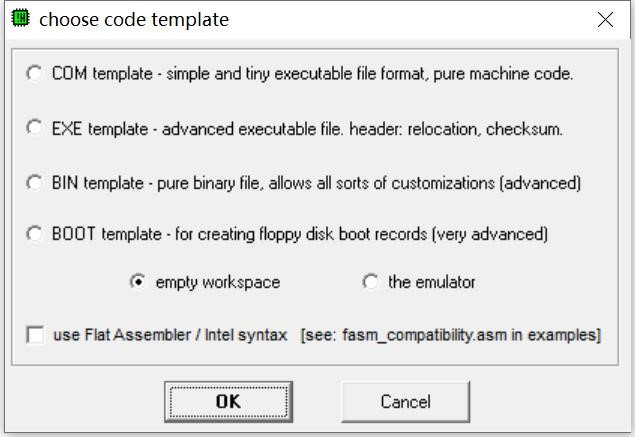 choose code template
COM template - simple and tiny executable file format, pure machine code.
EXE template - advanced executable file. header: relocation, checksum.
BIN template - pure binary file, allows all sorts of customizations (advanced)
BOOT template - for creating floppy disk boot records (very advanced)
empty workspace the emulator
use Flat Assembler / Intel syntax [see: fasm_compatibility.asm in examples]
OK Cancel